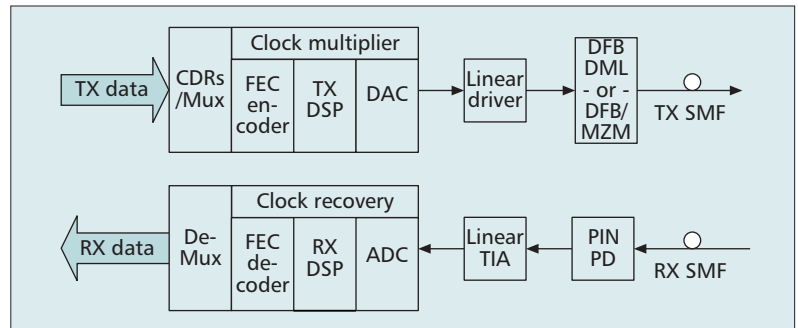 Clock multiplier
TX data
CDRs
/Mux
FEC
en-
coder
TX
DSP
DAC
Linear
driver
DFB
DML
- or -
DFB/
MZM
TX SMF
Clock recovery
RX data
De-
Mux
FEC
de-
coder
RX
DSP
ADC
Linear
TIA
PIN
PD
RX SMF